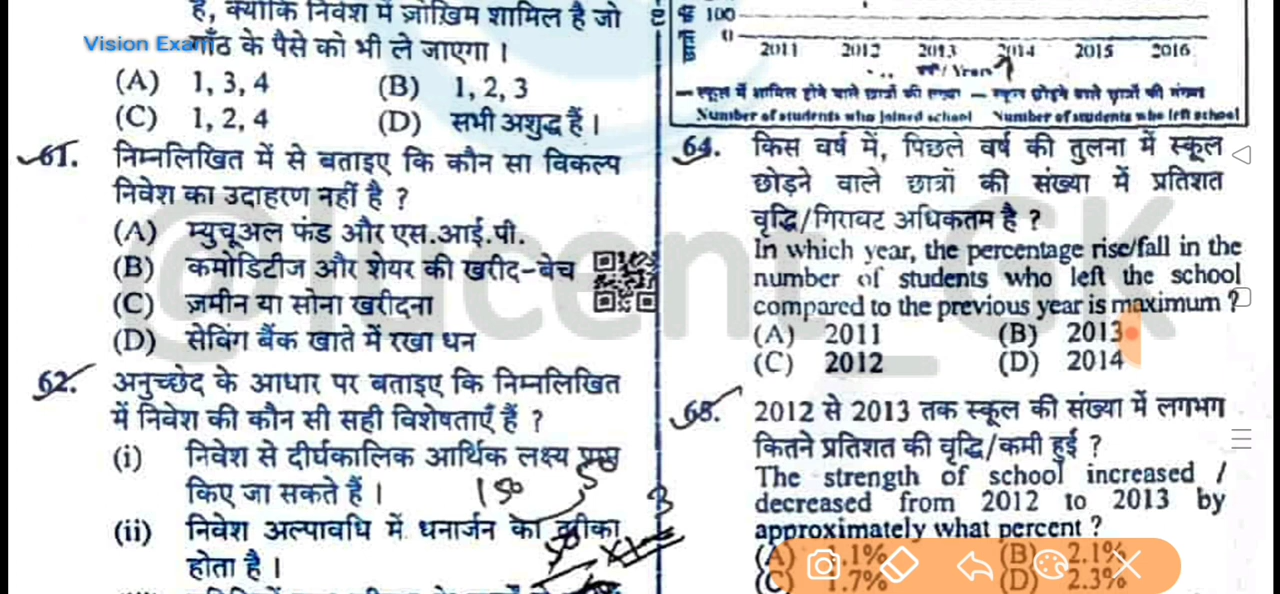 है, क्योंकि निवेश में ज़ोख़िम शामिल है जो
Vision Exam
गाँठ के पैसे को भी ले जाएगा ।
(A) 1, 3, 4 (B) 1, 2, 3
(C) 1, 2, 4 (D) सभी अशुद्ध हैं ।
61. निम्नलिखित में से बताइए कि कौन सा विकल्प
निवेश का उदाहरण नहीं है ?
(A) म्युचूअल फंड और एस.आई.पी.
(B) कमोडिटीज और शेयर की खरीद-बेच
(C) ज़मीन या सोना खरीदना
(D) सेविंग बैंक खाते में रखा धन
62. अनुच्छेद के आधार पर बताइए कि निम्नलिखित
में निवेश की कौन सी सही विशेषताएँ हैं ?
(i) निवेश से दीर्घकालिक आर्थिक लक्ष्य
किए जा सकते हैं ।
150
(ii) निवेश अल्पावधि में धनार्जन का तरीका
होता है ।
100
0
2011 2012 2013 2014 2015 2016
वर्ष / Years
स्कूल में शामिल होने वाले छात्रों की संख्या स्कूल छोड़ने वाले छात्रों की संख्या
Number of students who joined school Number of students who left school
64. किस वर्ष में, पिछले वर्ष की तुलना में स्कूल
छोड़ने वाले छात्रों की संख्या में प्रतिशत
वृद्धि/गिरावट अधिकतम है ?
In which year, the percentage rise/fall in the
number of students who left the school
compared to the previous year is maximum ?
(A) 2011 (B) 2013
(C) 2012 (D) 2014
65. 2012 से 2013 तक स्कूल की संख्या में लगभग
कितने प्रतिशत की वृद्धि/कमी हुई ?
The strength of school increased /
decreased from 2012 to 2013 by
approximately what percent ?
(A) .1% (B) 2.1%
(C) 1.7% (D) 2.3%
@lucent_GK